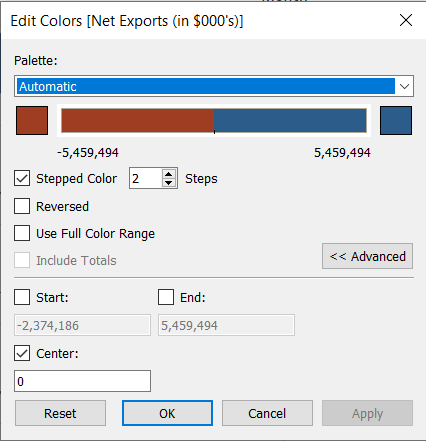 Edit Colors [Net Exports (in $000's)]
Palette:
Automatic
-5,459,494 5,459,494
Stepped Color 2 Steps
Reversed
Use Full Color Range
Include Totals << Advanced
Start: End:
-2,374,186 5,459,494
Center:
0
Reset OK Cancel Apply